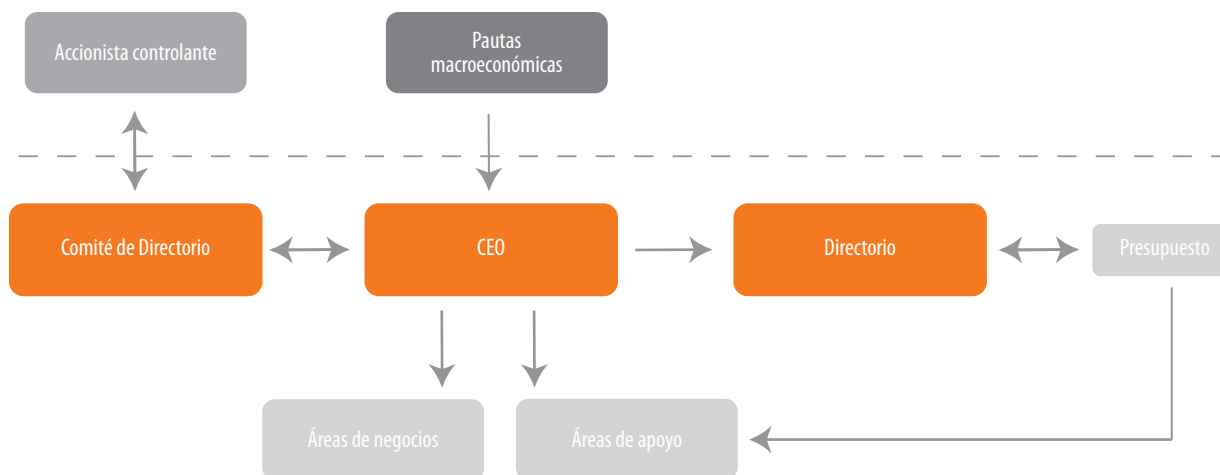 Accionista controlante
Pautas
macroeconómicas
Comité de Directorio
CEO
Directorio
Presupuesto
Áreas de negocios
Áreas de apoyo